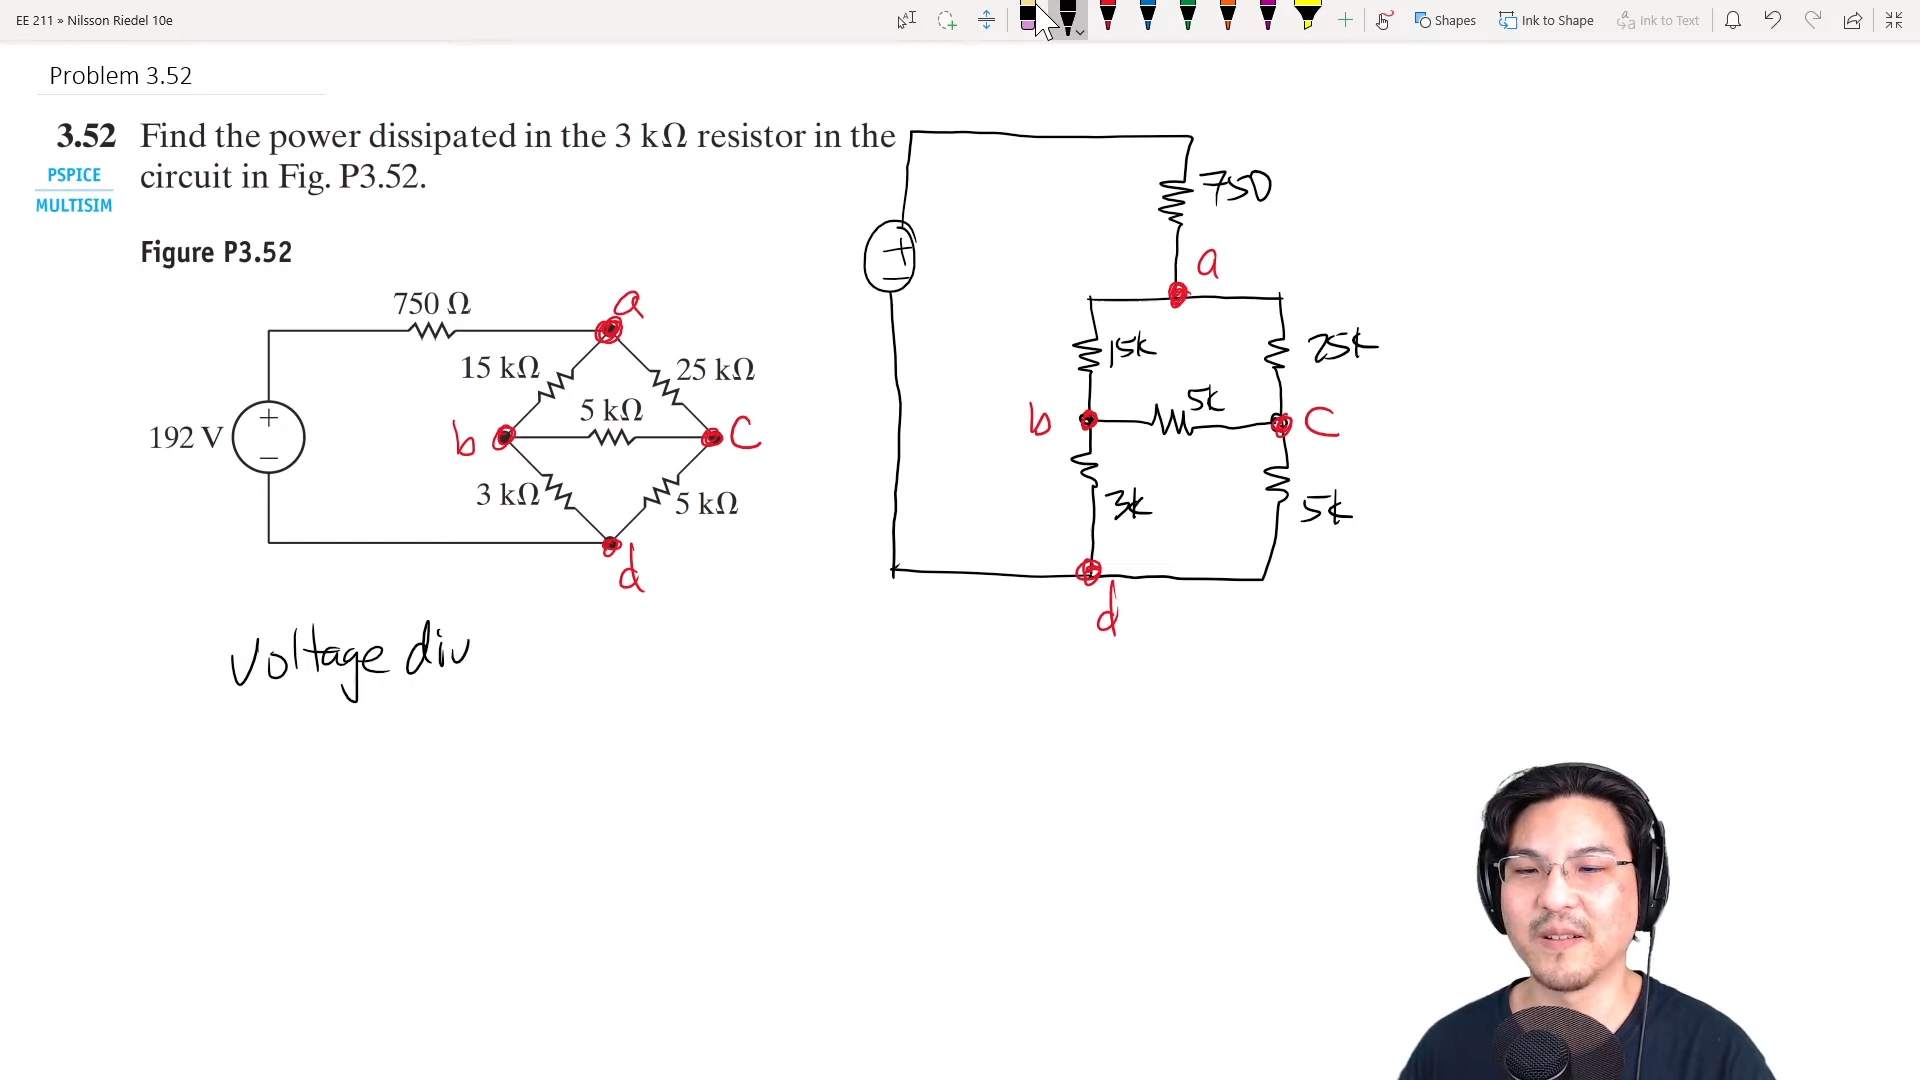 EE 211 » Nilsson Riedel 10e
Shapes
Ink to Shape
Ink to Text
Problem 3.52
3.52 Find the power dissipated in the 3 kΩ resistor in the
PSPICE circuit in Fig. P3.52.
MULTISIM
Figure P3.52
750 Ω
a
15 kΩ
25 kΩ
5 kΩ
b
C
192 V
+
−
3 kΩ
5 kΩ
d
750
a
+
−
15k
25k
5k
b
C
3k
5k
d
voltage div